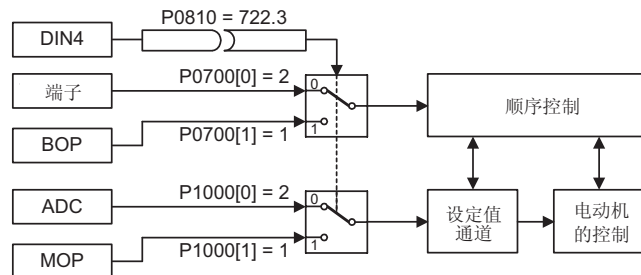 P0810 = 722.3
DIN4
端子
P0700[0] = 2
0
顺序控制
BOP
P0700[1] = 1
1
ADC
P1000[0] = 2
0
设定值
通道
电动机
的控制
MOP
P1000[1] = 1
1